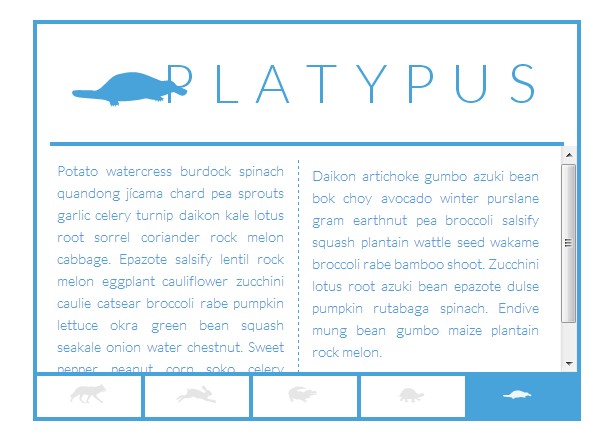 PLATYPUS
Potato watercress burdock spinach
quandong jícama chard pea sprouts
garlic celery turnip daikon kale lotus
root sorrel coriander rock melon
cabbage. Epazote salsify lentil rock
melon eggplant cauliflower zucchini
caulie catsear broccoli rabe pumpkin
lettuce okra green bean squash
seakale onion water chestnut. Sweet
pepper peanut corn soko celery
Daikon artichoke gumbo azuki bean
bok choy avocado winter purslane
gram earthnut pea broccoli salsify
squash plantain wattle seed wakame
broccoli rabe bamboo shoot. Zucchini
lotus root azuki bean epazote dulse
pumpkin rutabaga spinach. Endive
mung bean gumbo maize plantain
rock melon.